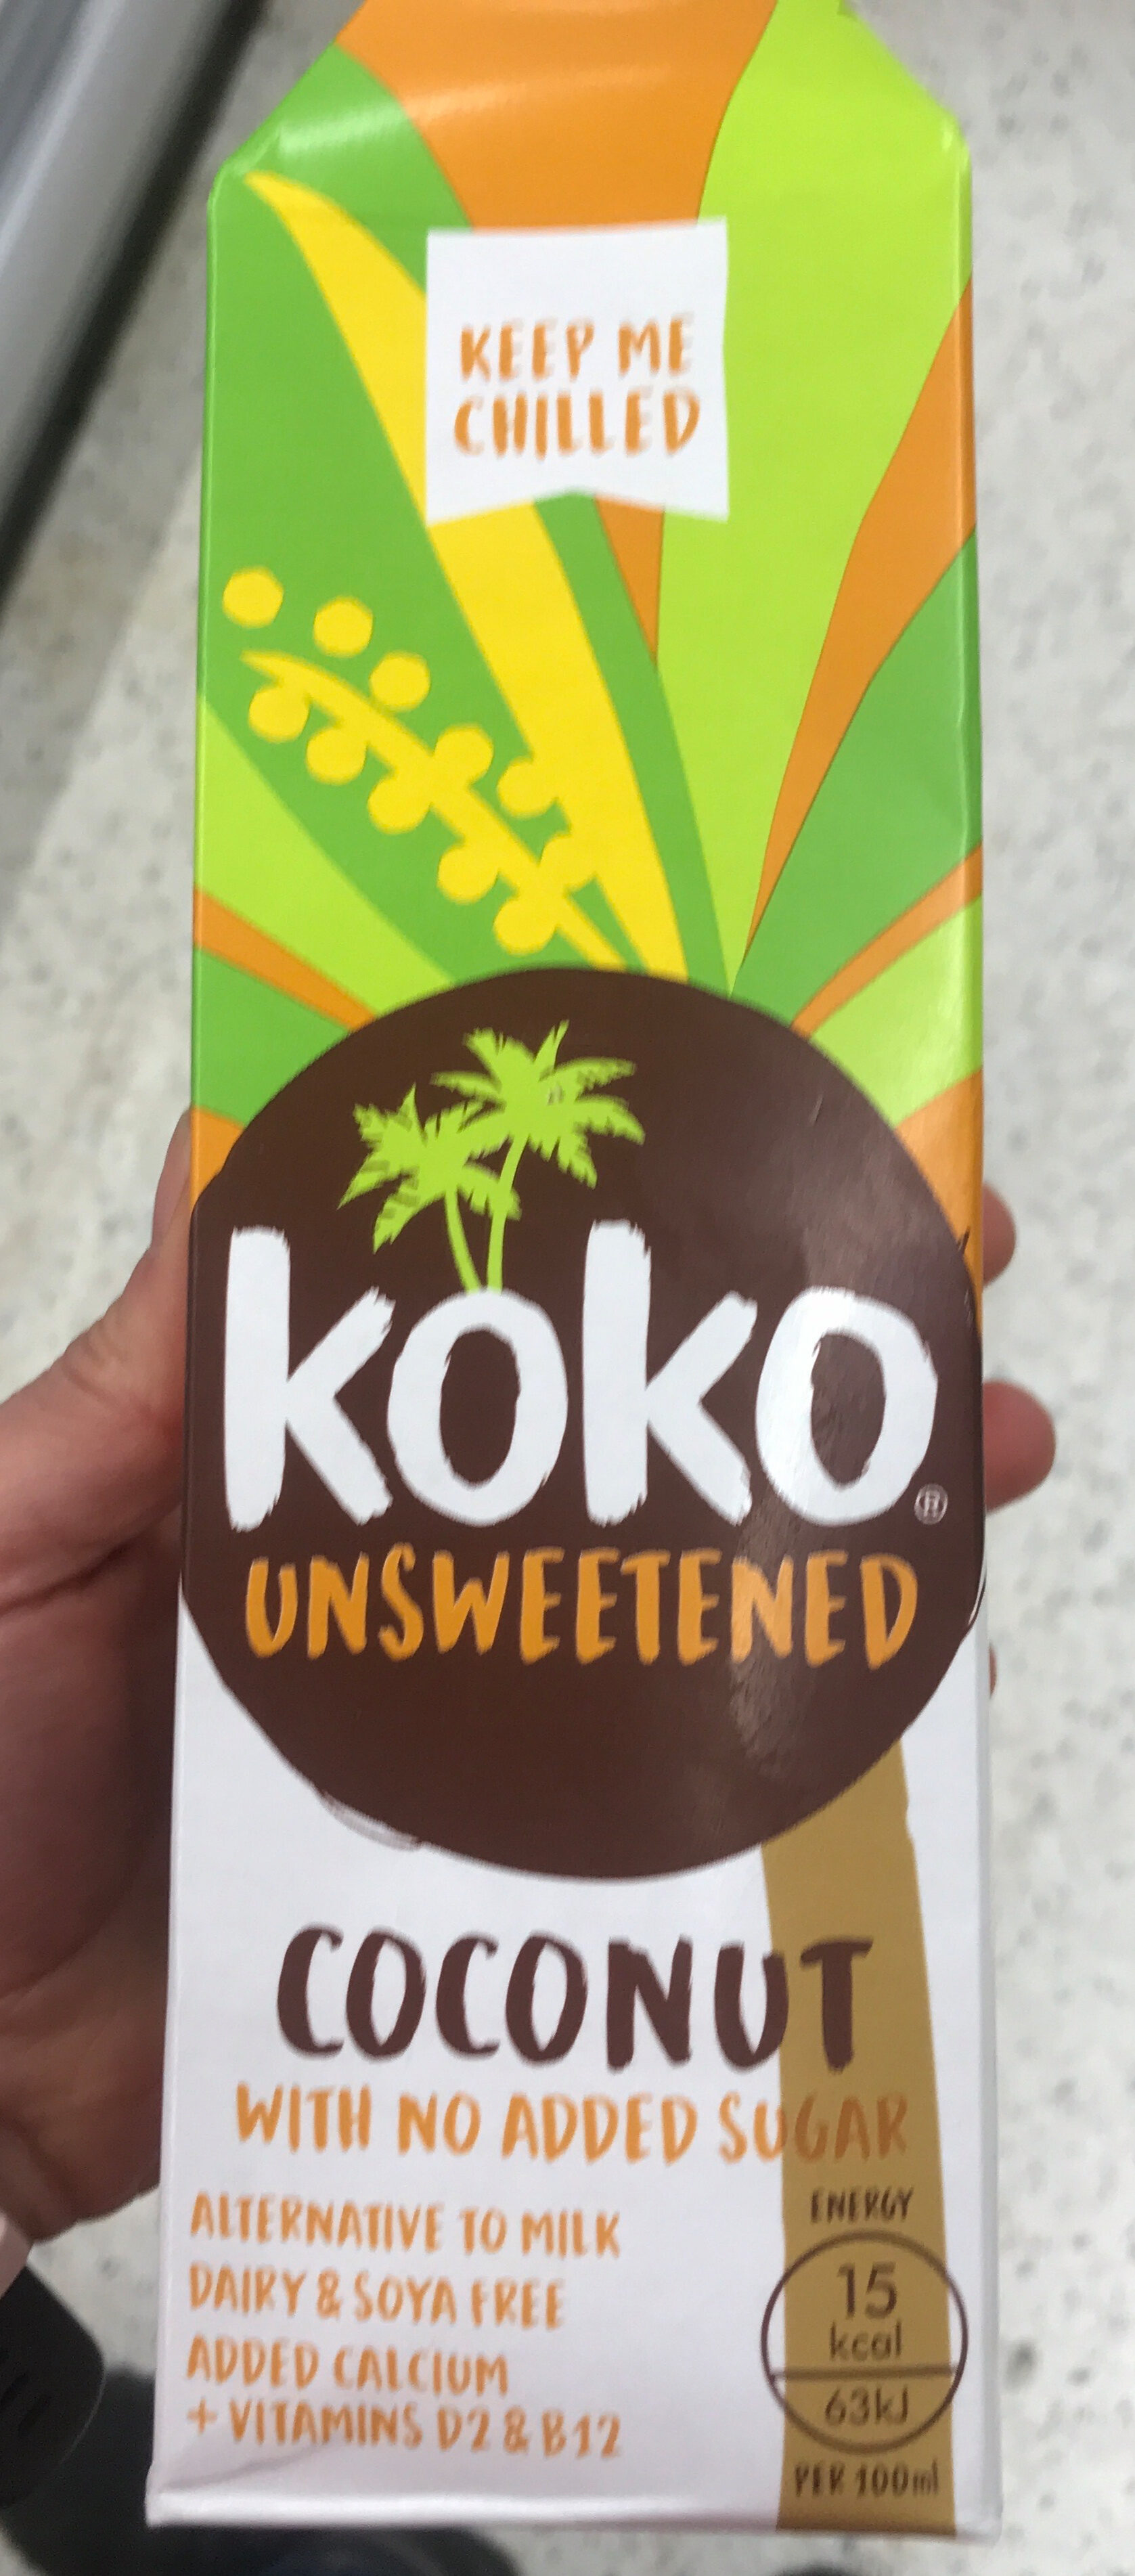 KEEP ME
CHILLED
koko®
UNSWEETENED
COCONUT
WITH NO ADDED SUGAR
ALTERNATIVE TO MILK
DAIRY & SOYA FREE
ADDED CALCIUM
+ VITAMINS D2 & B12
ENERGY
15
kcal
63kJ
PER 100ml